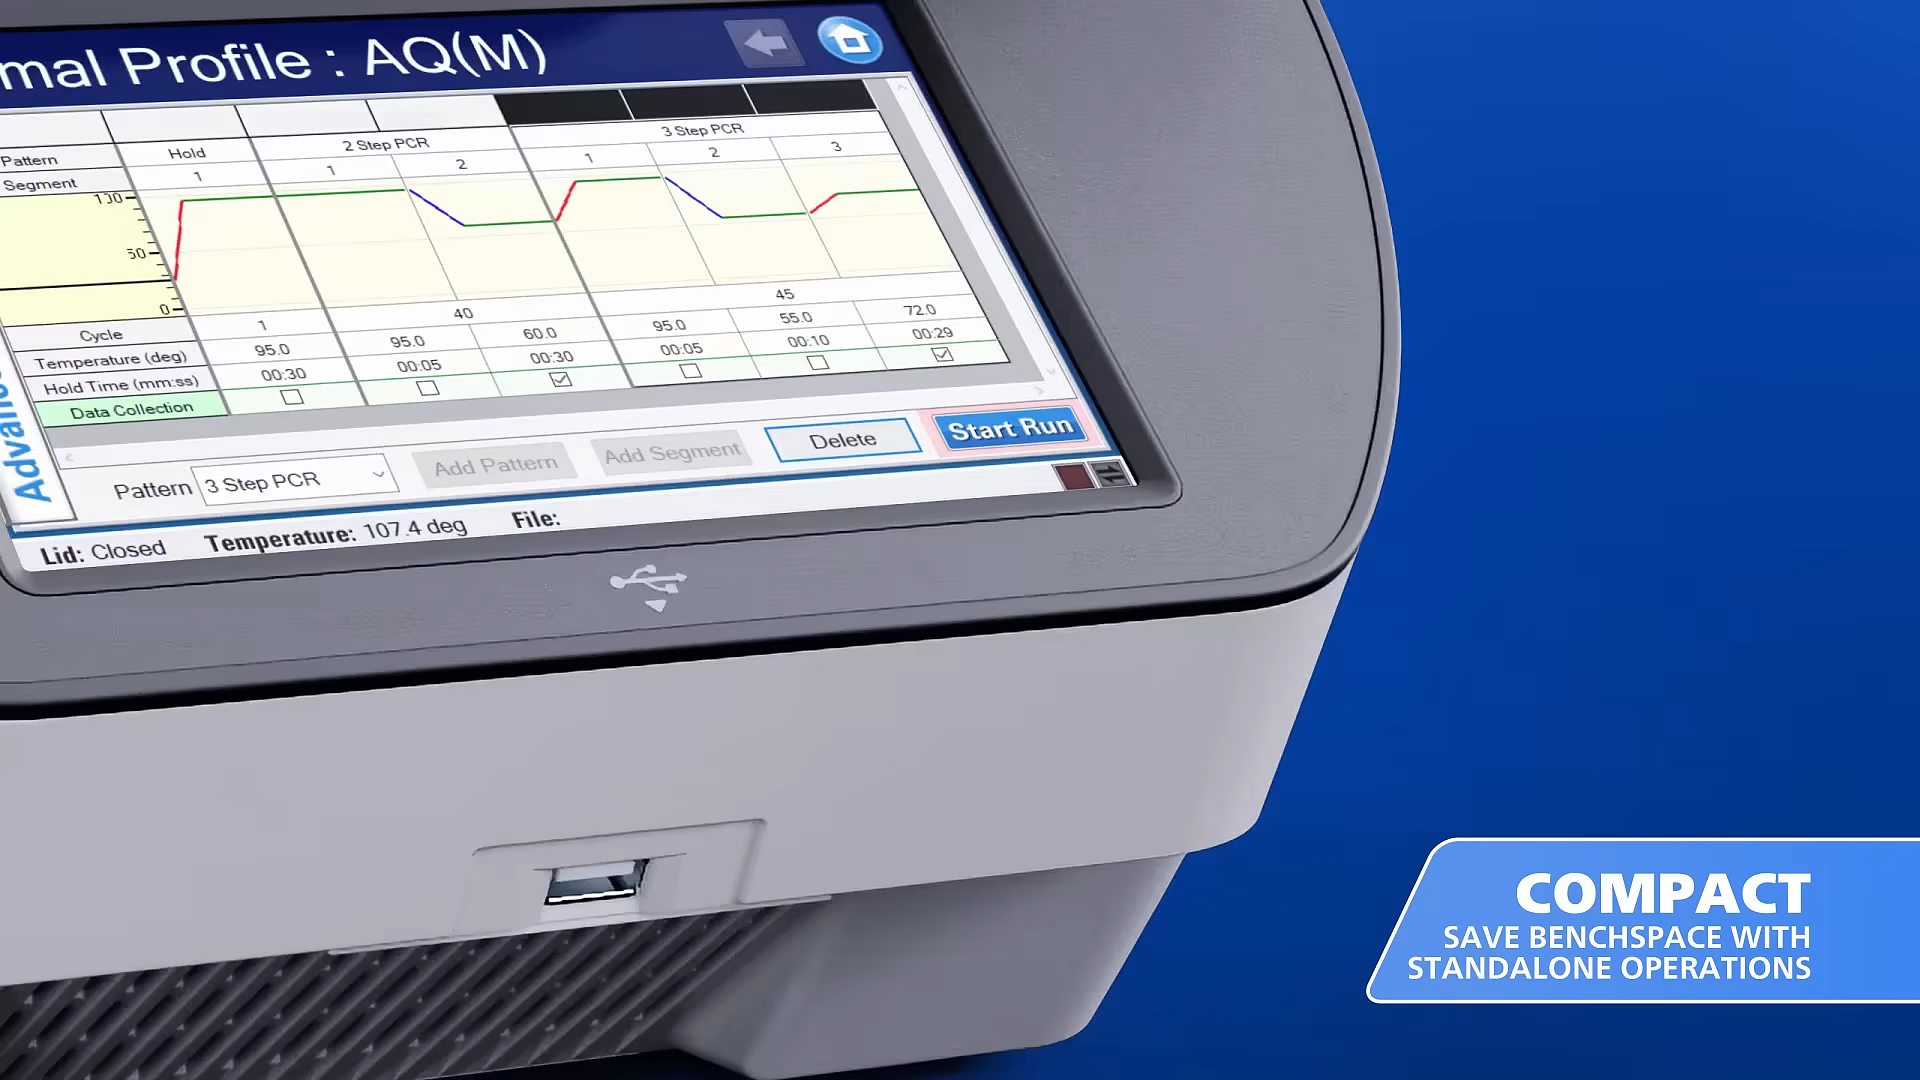 mal Profile : AQ(M)
Pattern Hold 2 Step PCR 3 Step PCR
Segment 1 1 2 1 2 3
100
50
0
Cycle 1 40 45
Temperature (deg) 95.0 95.0 60.0 95.0 55.0 72.0
Hold Time (mm:ss) 00:30 00:05 00:30 00:05 00:10 00:29
Data Collection
Advance
Pattern 3 Step PCR Add Pattern Add Segment Delete Start Run
Lid: Closed Temperature: 107.4 deg File:
COMPACT
SAVE BENCHSPACE WITH
STANDALONE OPERATIONS